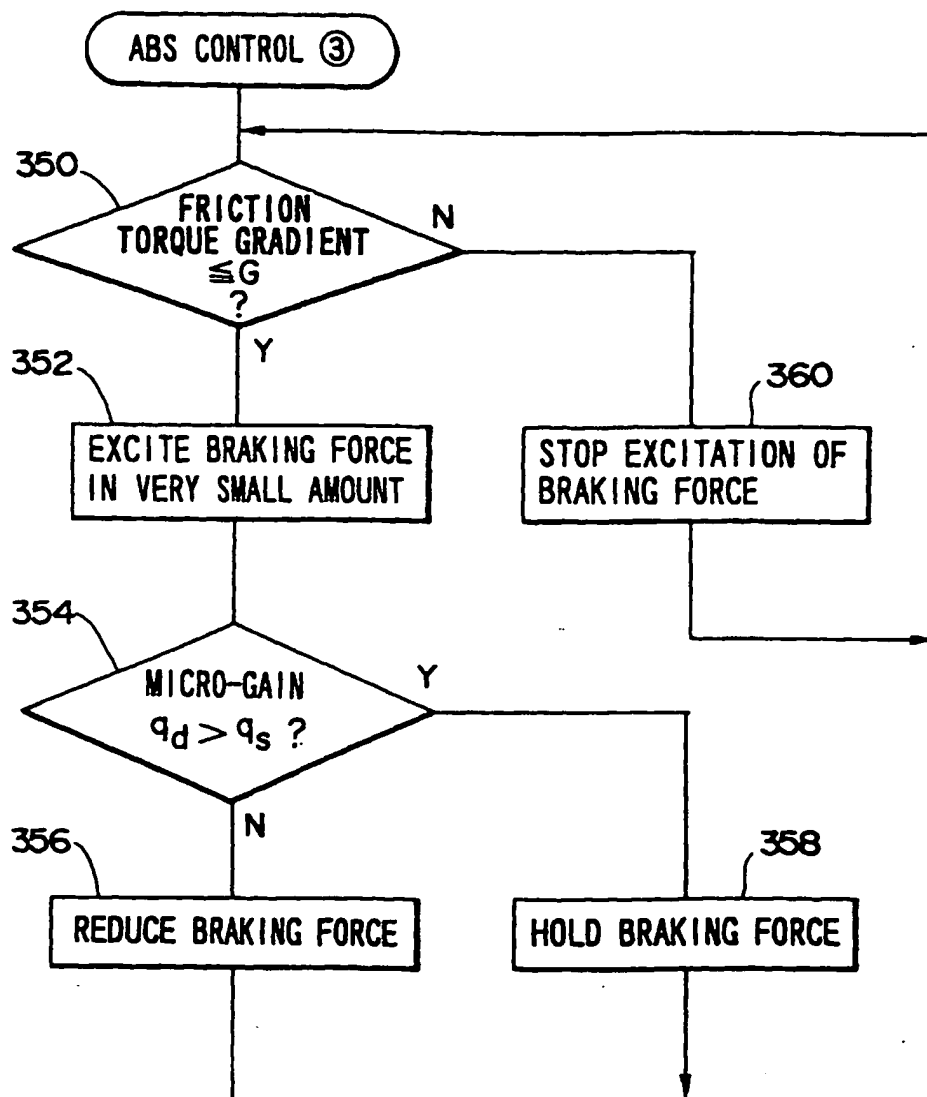 ABS CONTROL ③
350
FRICTION
TORQUE GRADIENT
≦G
?
N
Y
352
360
EXCITE BRAKING FORCE
IN VERY SMALL AMOUNT
STOP EXCITATION OF
BRAKING FORCE
354
MICRO-GAIN
qd > qs ?
Y
N
356
358
REDUCE BRAKING FORCE
HOLD BRAKING FORCE